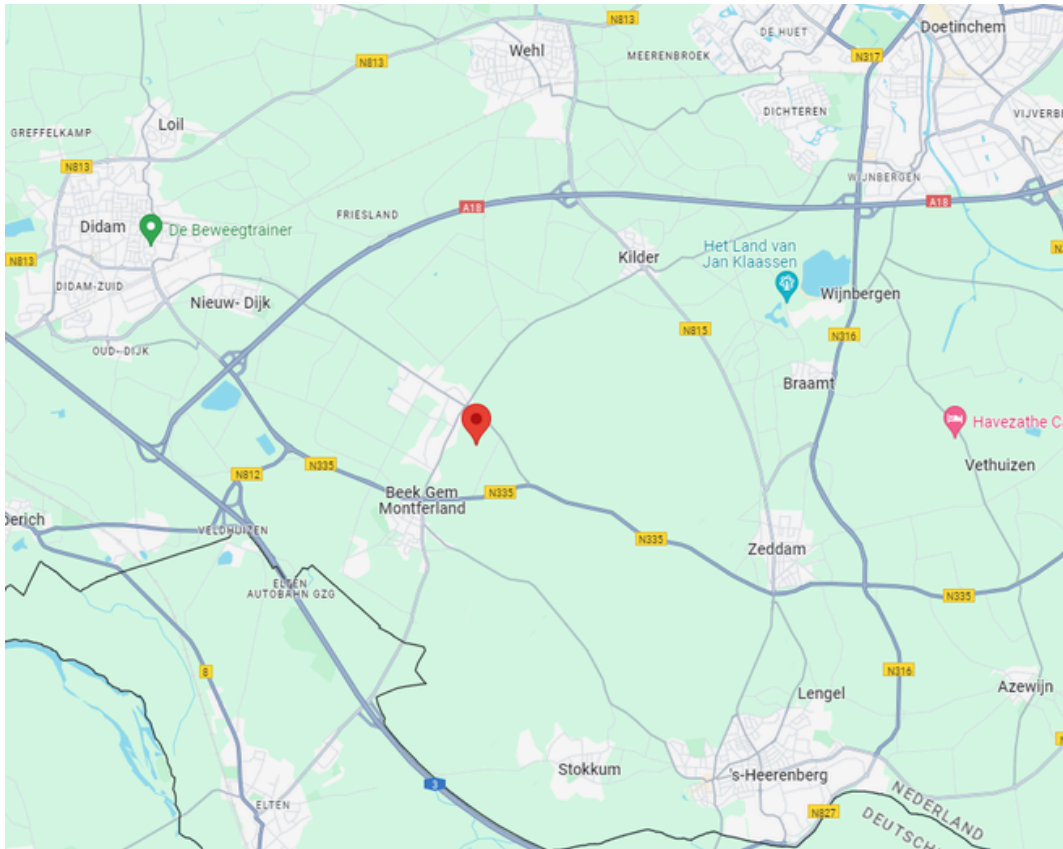 N813
Wehl
DE HUET
Doetinchem
MEERENBROEK
N317
N813
DICHTEREN
GREFFELKAMP
Loil
N813
WIJNBERGEN
A18
A18
FRIESLAND
Didam
De Beweegtrainer
Kilder
Het Land van
Jan Klaassen
N813
DIDAM-ZUID
Nieuw- Dijk
Wijnbergen
N815
N316
OUD- DIJK
Braamt
Vethuizen
N335
N812
Beek Gem
Montferland
N335
VELDHUIZEN
N335
Zeddam
ELTEN
AUTOBAHN GZG
N335
8
N316
Lengel
Azewijn
Stokkum
's-Heerenberg
3
ELTEN
N827
NEDERLAND